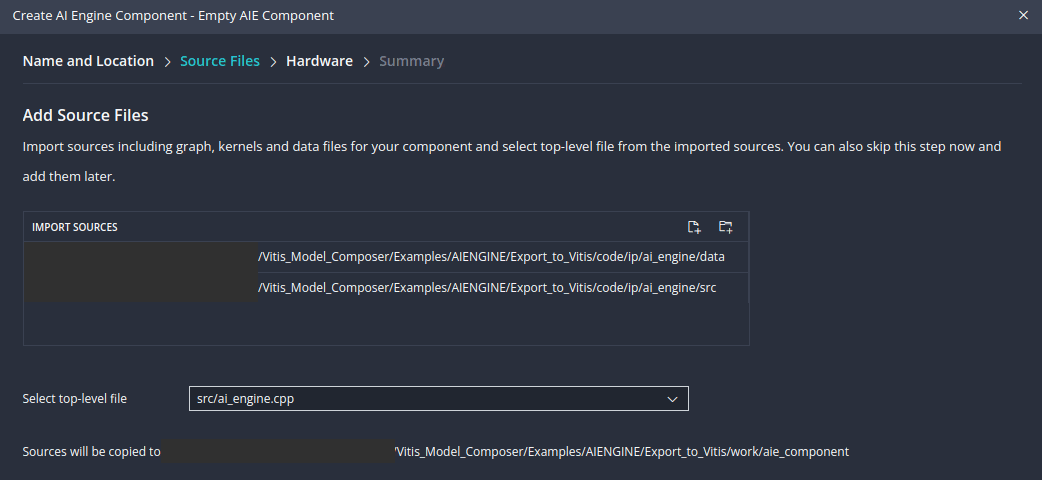 Create AI Engine Component - Empty AIE Component
Name and Location > Source Files > Hardware > Summary
Add Source Files
Import sources including graph, kernels and data files for your component and select top-level file from the imported sources. You can also skip this step now and
add them later.
IMPORT SOURCES
/Vitis_Model_Composer/Examples/AIENGINE/Export_to_Vitis/code/ip/ai_engine/data
/Vitis_Model_Composer/Examples/AIENGINE/Export_to_Vitis/code/ip/ai_engine/src
Select top-level file src/ai_engine.cpp
Sources will be copied to /Vitis_Model_Composer/Examples/AIENGINE/Export_to_Vitis/work/aie_component